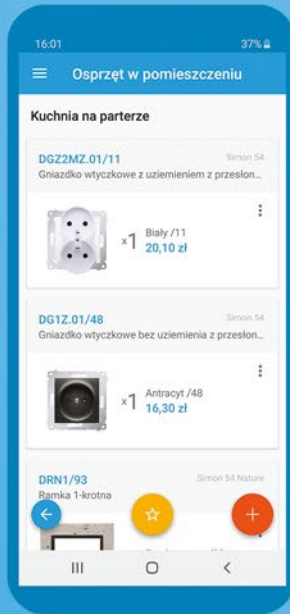 16:01 37%
Osprzęt w pomieszczeniu
Kuchnia na parterze
DGZ2MZ.01/11 Simon 54
Gniazdko wtyczkowe z uziemieniem z przesłon...
x1 Biały /11
20,10 zł
DG1Z.01/48 Simon 54
Gniazdko wtyczkowe bez uziemienia z przesłon...
x1 Antracyt /48
16,30 zł
DRN1/93 Simon 54 Nature
Ramka 1-krotna